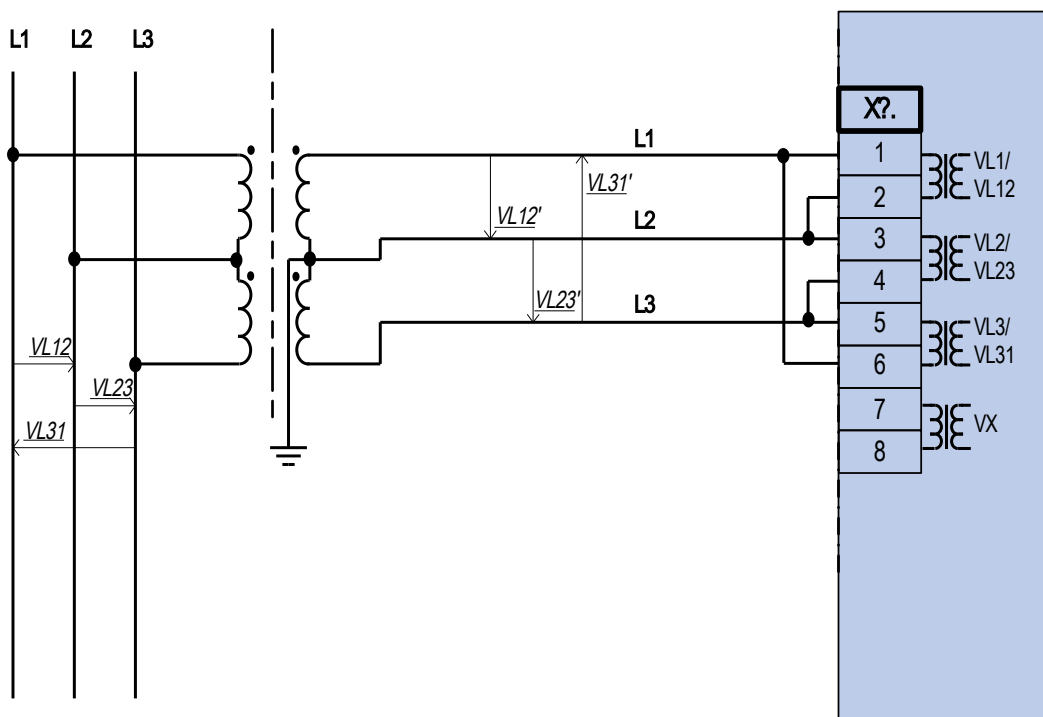 L1 L2 L3
X?.
L1
1
VL1/
VL12
2
VL31'
VL12'
L2
3
VL2/
VL23
4
VL23'
L3
5
VL3/
VL31
6
VL12
VL23
7
VX
VL31
8